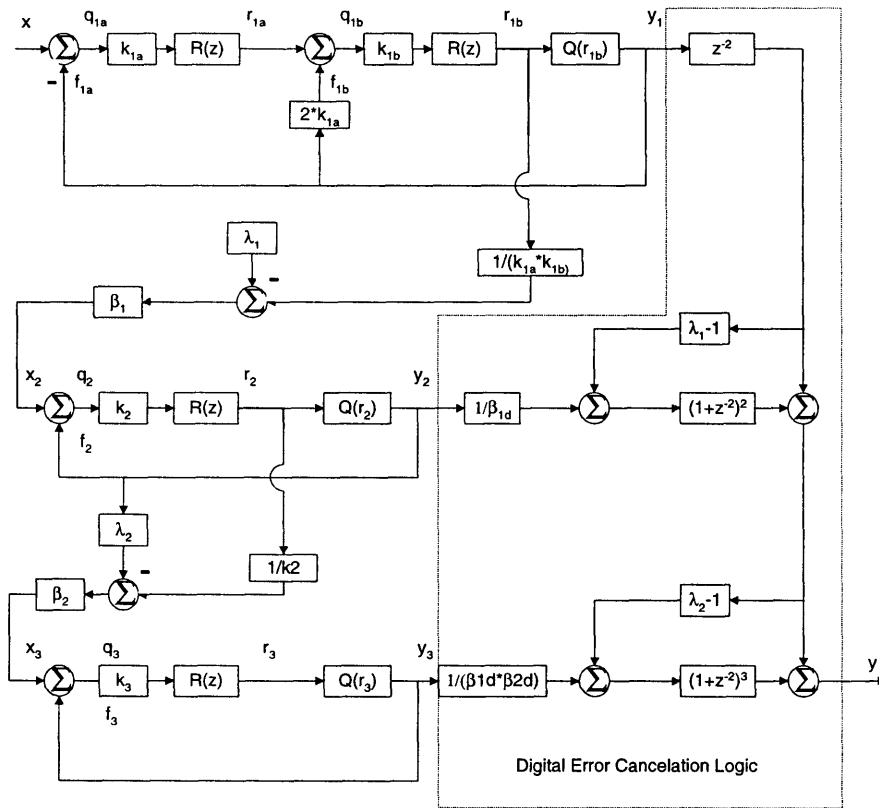 x q1a r1a q1b r1b y1
Σ k1a R(z) Σ k1b R(z) Q(r1b) z⁻²
− f1a f1b
2*k1a
λ1
1/(k1a*k1b)
−
β1 Σ
λ1-1
x2 q2 r2 y2
Σ k2 R(z) Q(r2) 1/β1d Σ (1+z⁻²)² Σ
f2
λ2
1/k2
−
β2 Σ
λ2-1
x3 q3 r3 y3 y
Σ k3 R(z) Q(r3) 1/(β1d*β2d) Σ (1+z⁻²)³ Σ
f3
Digital Error Cancelation Logic